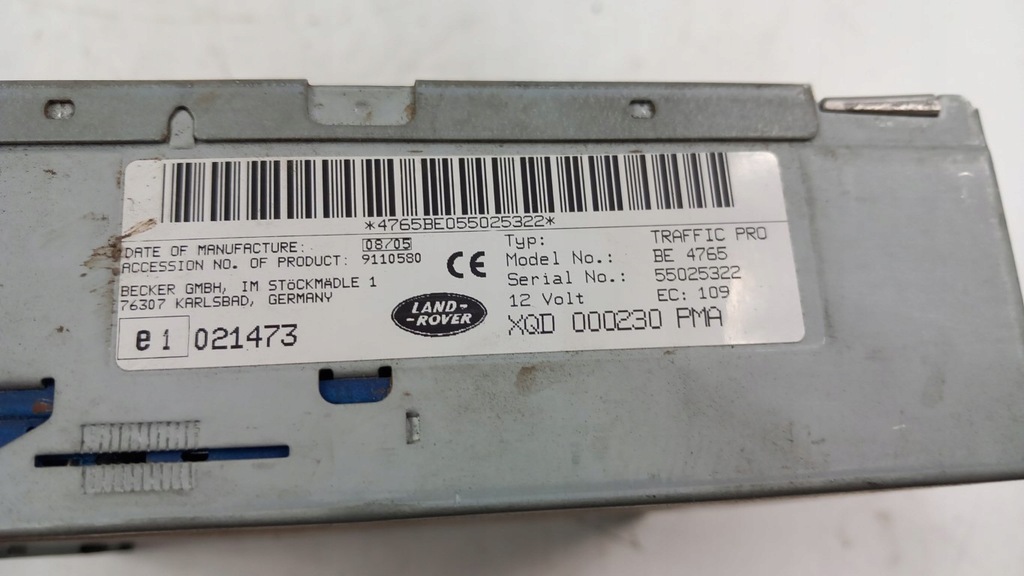 *4765BE055025322*
DATE OF MANUFACTURE: 08/05
ACCESSION NO. OF PRODUCT: 9110580
BECKER GMBH, IM STÖCKMÄDLE 1
76307 KARLSBAD, GERMANY
e1 021473
CE
LAND-
-ROVER
Typ: TRAFFIC PRO
Model No.: BE 4765
Serial No.: 55025322
12 Volt EC: 109
XQD 000230 PMA